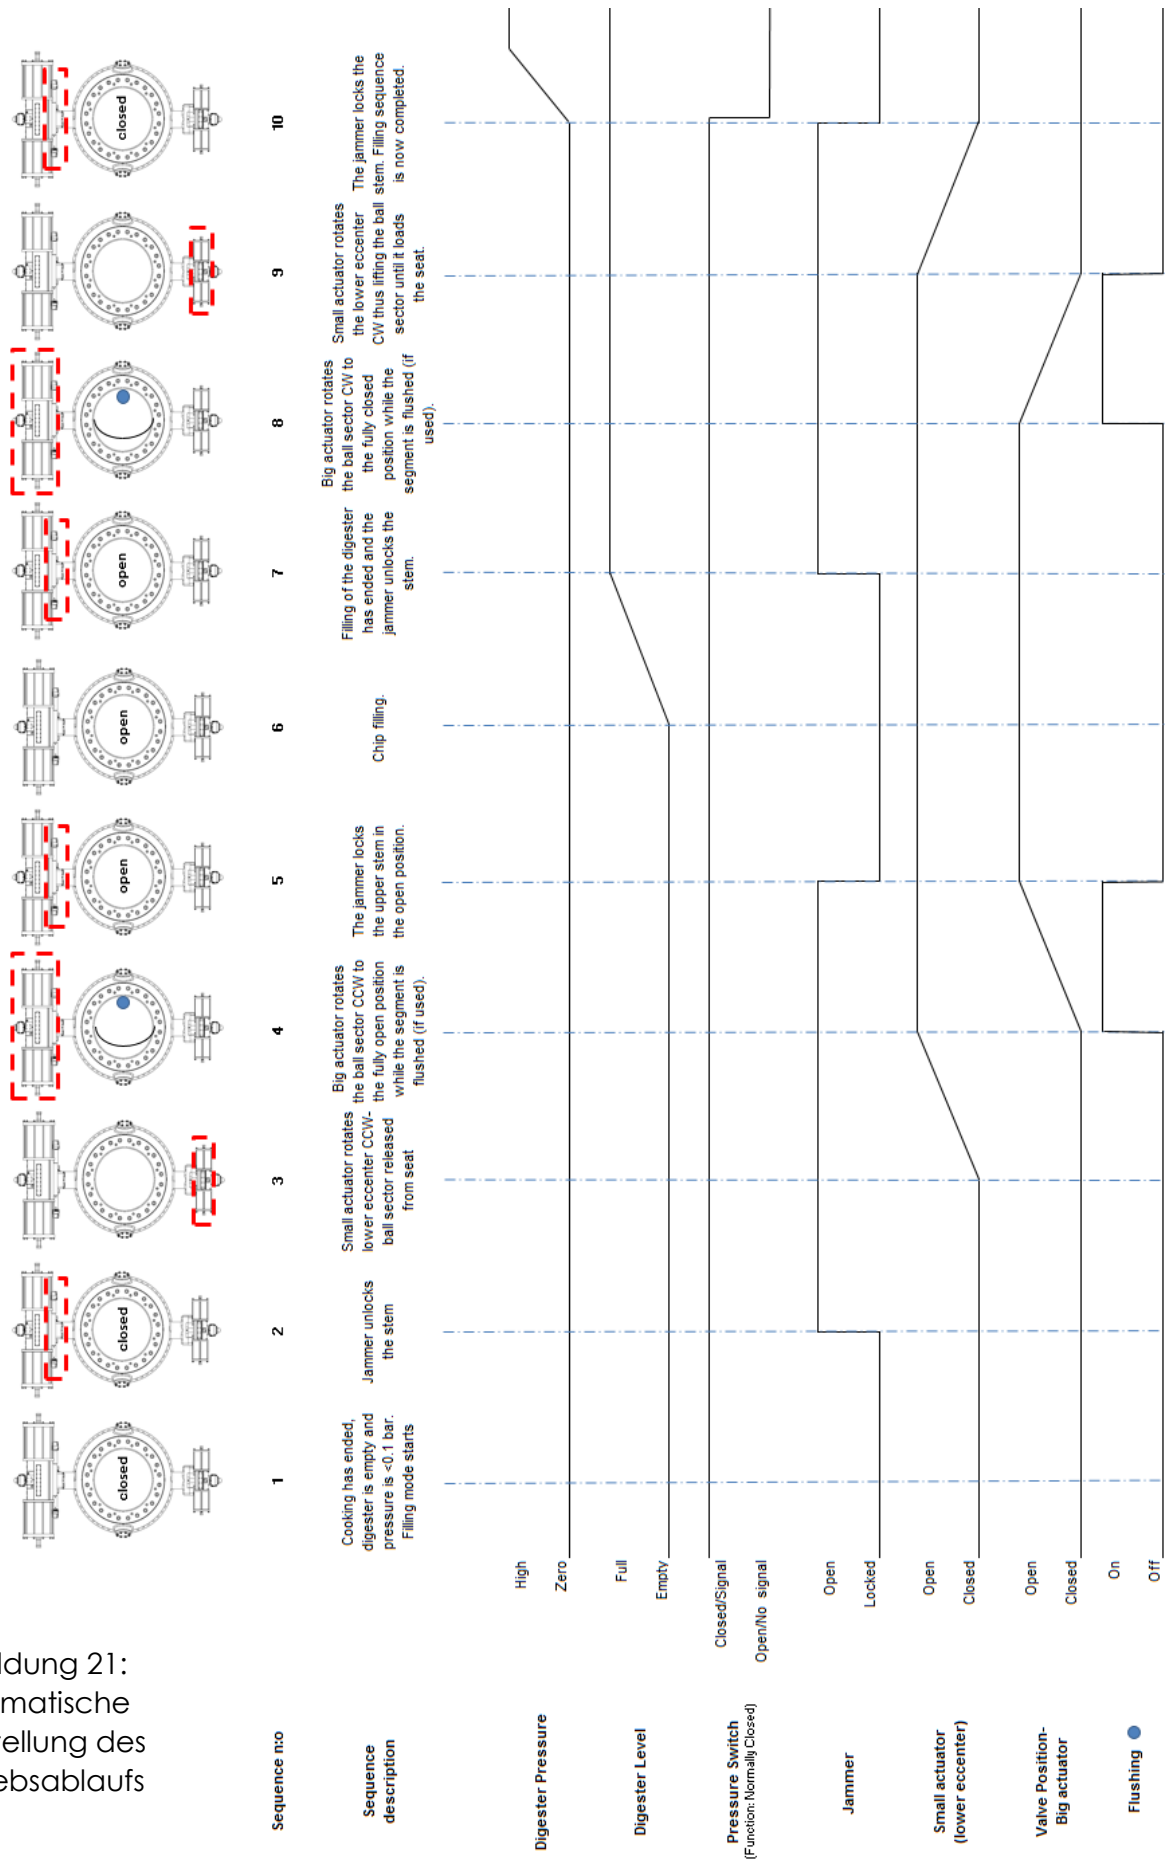 closed
closed
open
open
open
closed
Sequence n:o
1
2
3
4
5
6
7
8
9
10
Sequence
description
Cooking has ended,
digester is empty and
pressure is <0.1 bar.
Filling mode starts
Jammer unlocks
the stem
Small actuator rotates
lower eccenter CCW-
ball sector released
from seat
Big actuator rotates
the ball sector CCW to
the fully open position
while the segment is
flushed (if used).
The jammer locks
the upper stem in
the open position.
Chip filling.
Filling of the digester
has ended and the
jammer unlocks the
stem.
Big actuator rotates
the ball sector CW to
the fully closed
position while the
segment is flushed (if
used).
Small actuator rotates
the lower eccenter
CW thus lifting the ball
sector until it loads
the seat.
The jammer locks the
stem. Filling sequence
is now completed.
Digester Pressure
High
Zero
Digester Level
Full
Empty
Pressure Switch
(Function: Normally Closed)
Closed/Signal
Open/No signal
Jammer
Open
Locked
Small actuator
(lower eccenter)
Open
Closed
Valve Position-
Big actuator
Open
Closed
Flushing
On
Off
ldung 21:
matische
ellung des
ebsablaufs